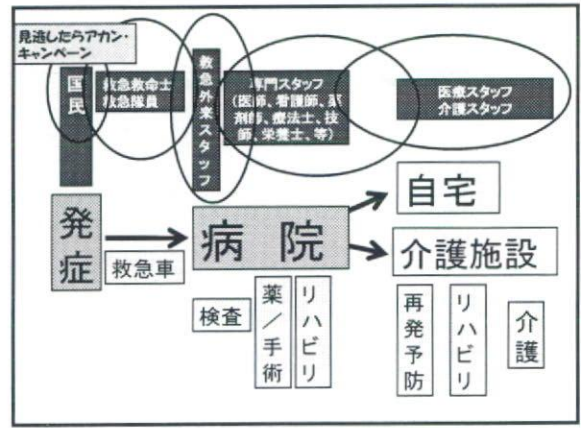 見逃したらアカン・
キャンペーン
国民
救急救命士
救急隊員
救急外来スタッフ
専門スタッフ
(医師、看護師、薬
剤師、療法士、技
師、栄養士、等)
医療スタッフ
介護スタッフ
発症
救急車
病院
自宅
介護施設
検査
薬/手術
リハビリ
再発予防
リハビリ
介護